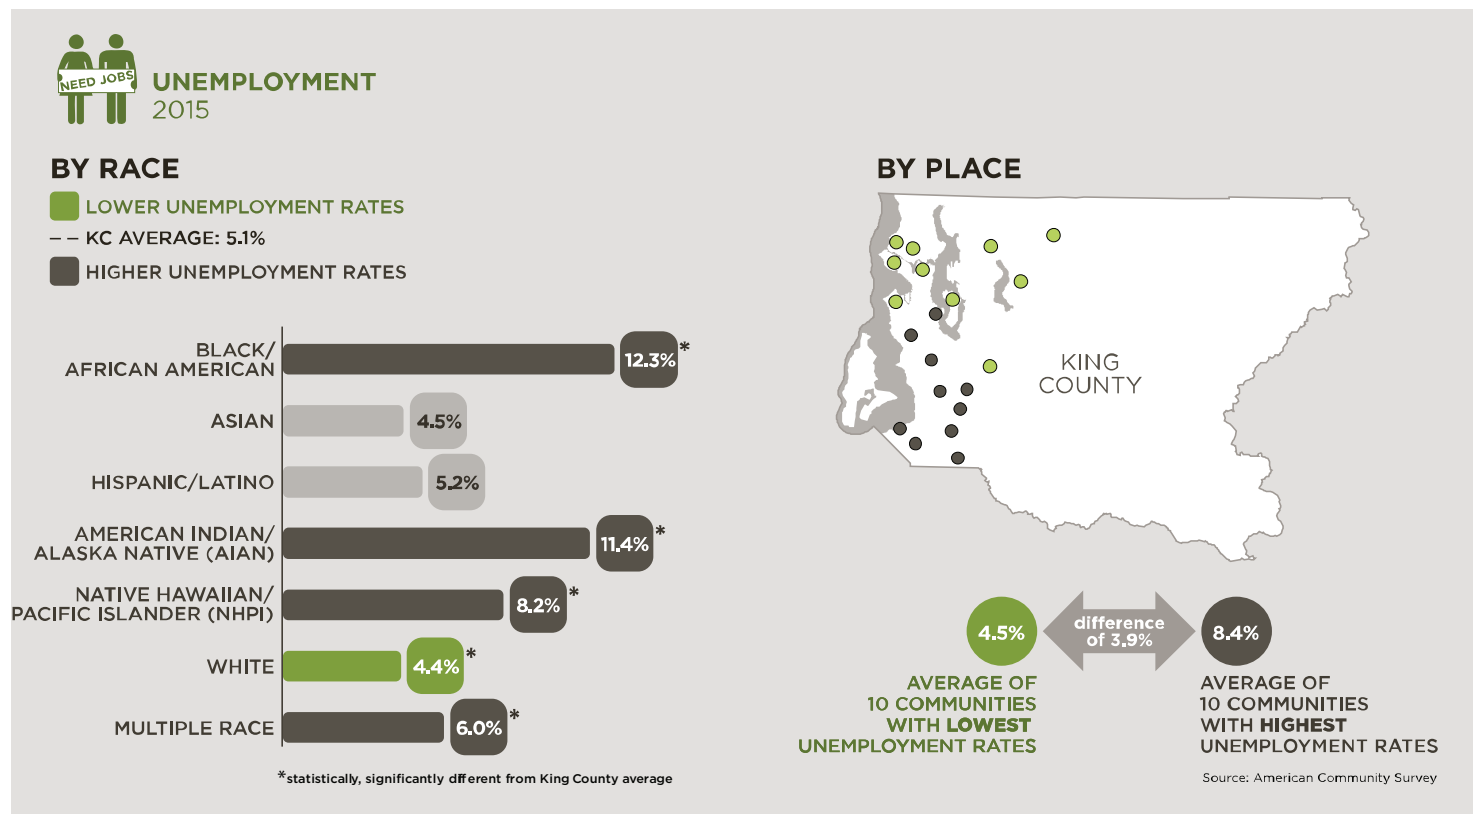 NEED JOBS
UNEMPLOYMENT
2015
BY RACE
LOWER UNEMPLOYMENT RATES
-- KC AVERAGE: 5.1%
HIGHER UNEMPLOYMENT RATES
BLACK/
AFRICAN AMERICAN
12.3%*
ASIAN
4.5%
HISPANIC/LATINO
5.2%
AMERICAN INDIAN/
ALASKA NATIVE (AIAN)
11.4%*
NATIVE HAWAIIAN/
PACIFIC ISLANDER (NHPI)
8.2%*
WHITE
4.4%*
MULTIPLE RACE
6.0%*
*statistically, significantly different from King County average
BY PLACE
KING
COUNTY
4.5%
difference
of 3.9%
8.4%
AVERAGE OF
10 COMMUNITIES
WITH LOWEST
UNEMPLOYMENT RATES
AVERAGE OF
10 COMMUNITIES
WITH HIGHEST
UNEMPLOYMENT RATES
Source: American Community Survey